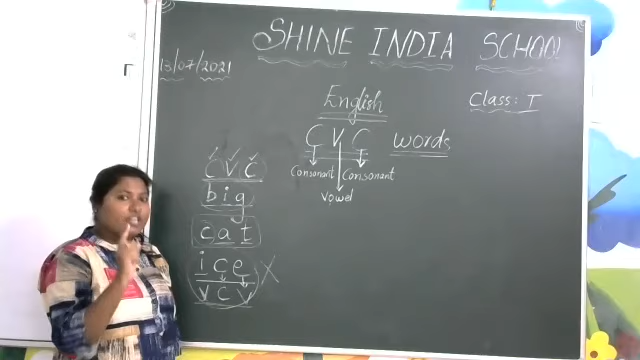 SHINE INDIA SCHOOL
13/07/2021
English
Class: I
C V C words
Consonant Consonant
Vowel
C V C
big
cat
ice X
V C V